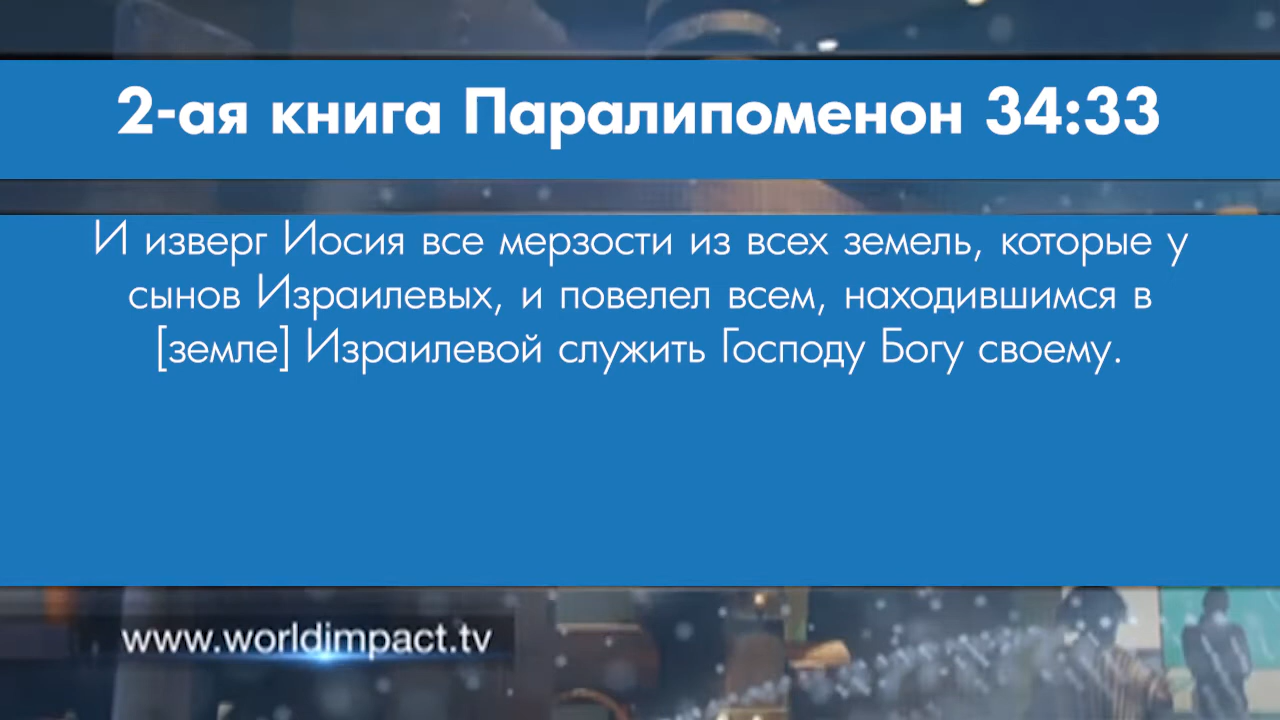 2-ая книга Паралипоменон 34:33
И изверг Иосия все мерзости из всех земель, которые у
сынов Израилевых, и повелел всем, находившимся в
[земле] Израилевой служить Господу Богу своему.
www.worldimpact.tv